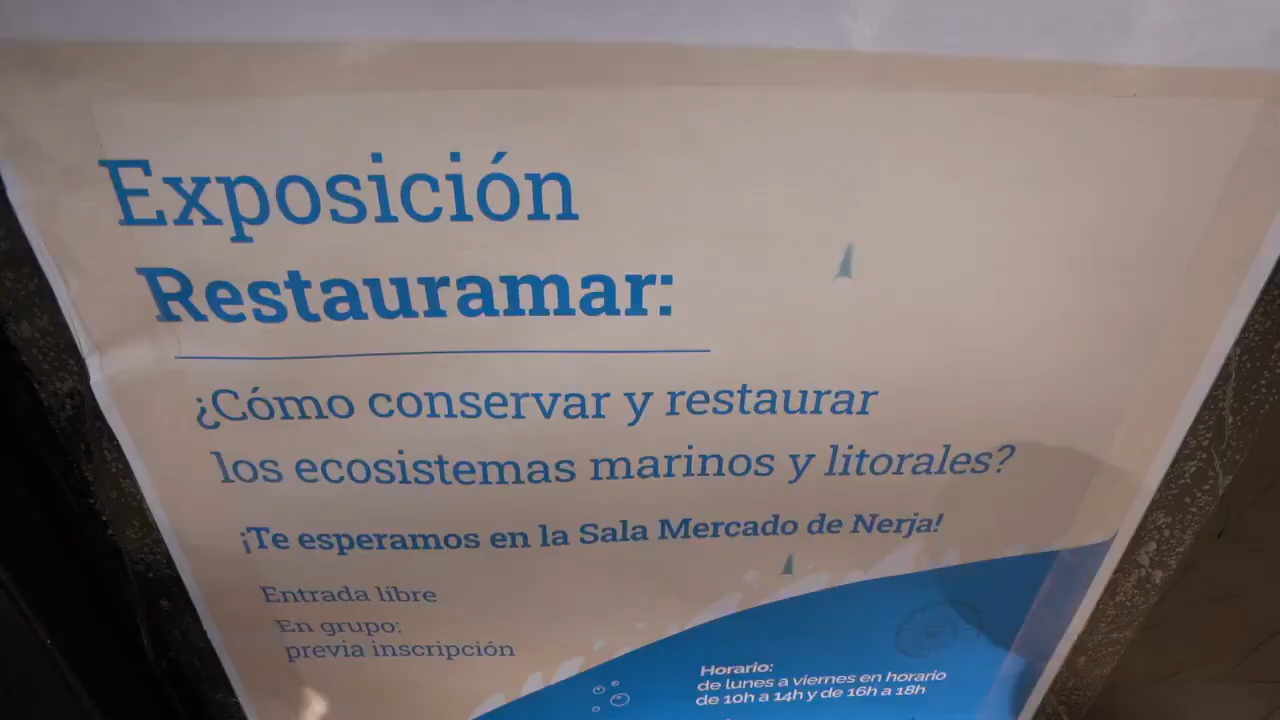 Exposición
Restauramar:
¿Cómo conservar y restaurar
los ecosistemas marinos y litorales?
¡Te esperamos en la Sala Mercado de Nerja!
Entrada libre
En grupo:
previa inscripción
Horario:
de lunes a viernes en horario
de 10h a 14h y de 16h a 18h